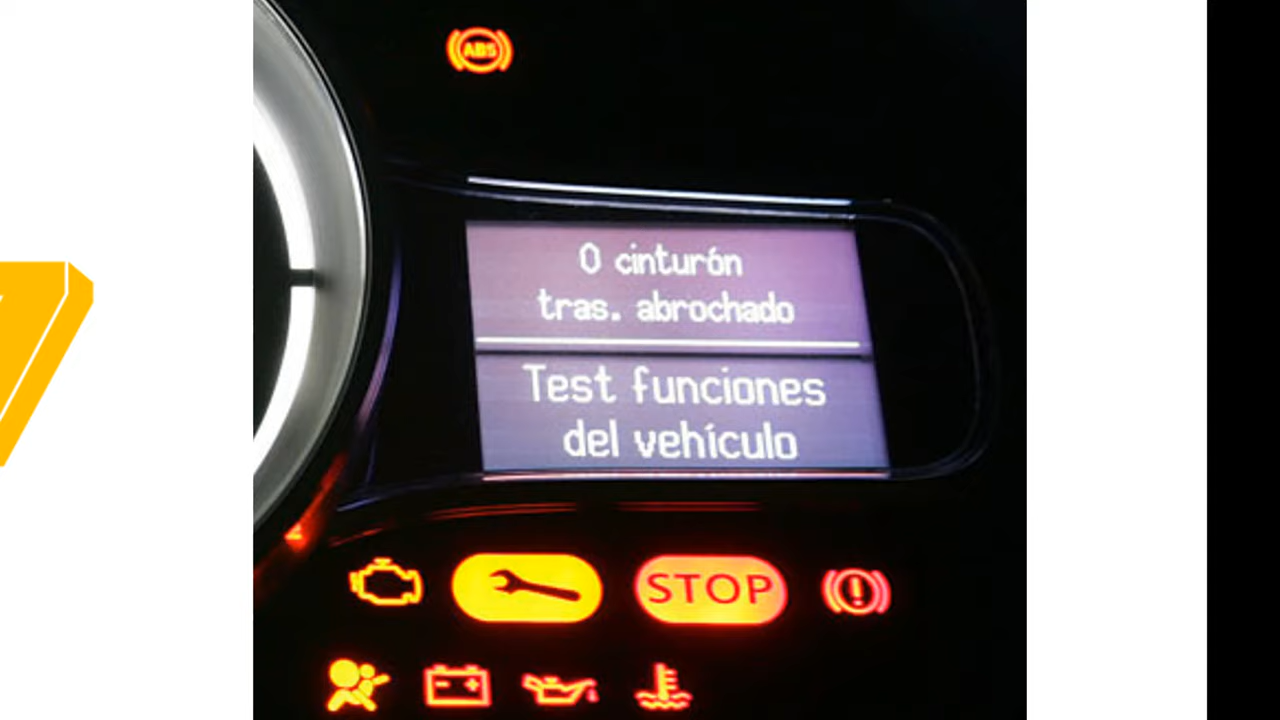 ABS
0 cinturón
tras. abrochado
Test funciones
del vehículo
STOP